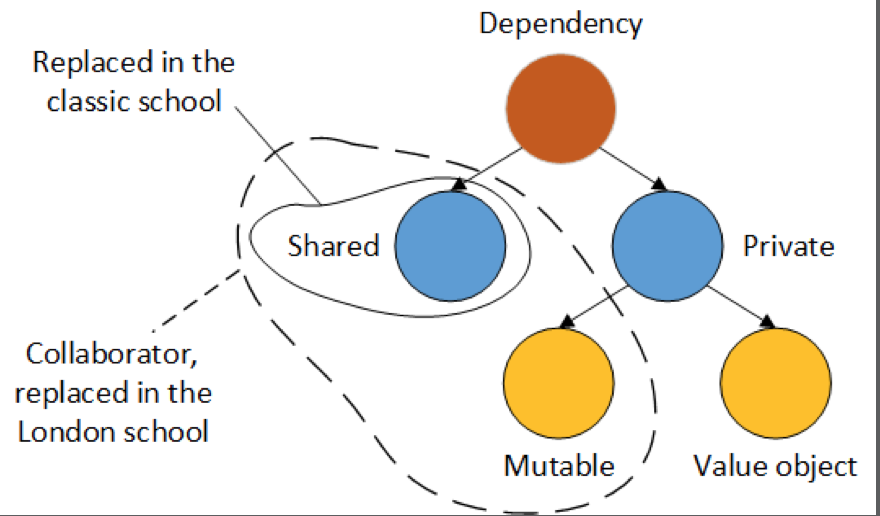 Dependency
Replaced in the
classic school
Shared
Private
Collaborator,
replaced in the
London school
Mutable
Value object